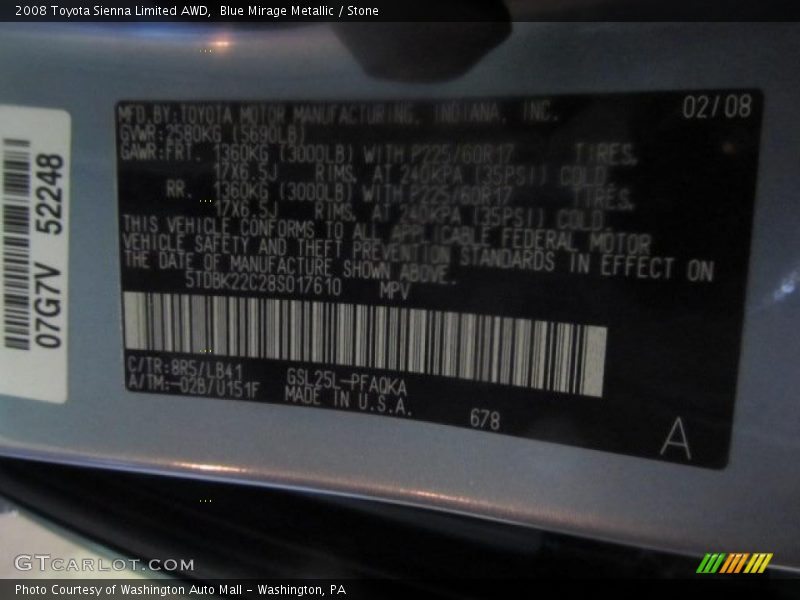 2008 Toyota Sienna Limited AWD,  Blue Mirage Metallic / Stone
07G7V 52248
02/08
MFD.BY:TOYOTA MOTOR MANUFACTURING, INDIANA, INC.
GVWR:2580KG (5690LB)
GAWR:FRT. 1360KG (3000LB) WITH P225/60R17 TIRES,
17X6.5J RIMS, AT 240KPA (35PSI) COLD
RR. 1360KG (3000LB) WITH P225/60R17 TIRES,
17X6.5J RIMS, AT 240KPA (35PSI) COLD
THIS VEHICLE CONFORMS TO ALL APPLICABLE FEDERAL MOTOR
VEHICLE SAFETY AND THEFT PREVENTION STANDARDS IN EFFECT ON
THE DATE OF MANUFACTURE SHOWN ABOVE.
5TDBK22C28S017610 MPV
C/TR:8R5/LB41
A/TM:-02B/U151F
GSL25L-PFAQKA
MADE IN U.S.A.
678
A
GTCARLOT.COM
Photo Courtesy of Washington Auto Mall - Washington, PA